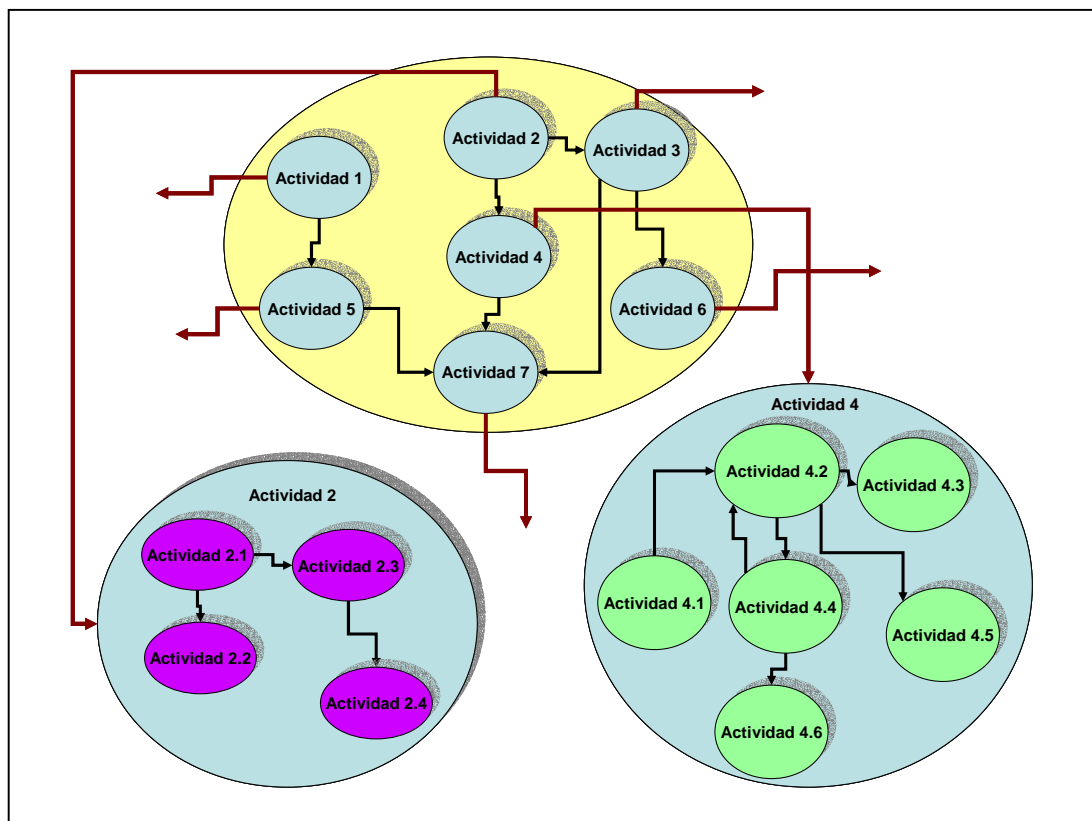 Actividad 2
Actividad 3
Actividad 1
Actividad 4
Actividad 5
Actividad 6
Actividad 7
Actividad 4
Actividad 4.2
Actividad 4.3
Actividad 4.1
Actividad 4.4
Actividad 4.5
Actividad 4.6
Actividad 2
Actividad 2.1
Actividad 2.3
Actividad 2.2
Actividad 2.4